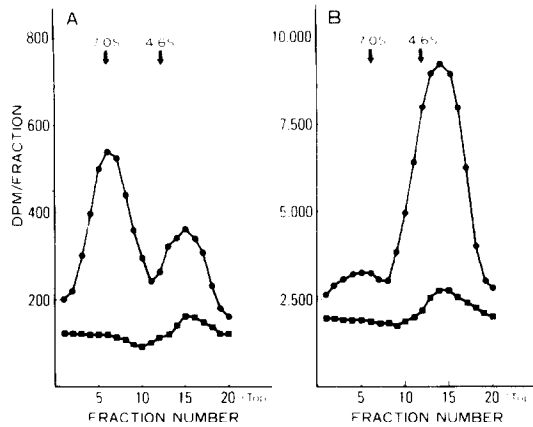 A
7.0S 4.6S
800
600
400
200
DPM/FRACTION
5 10 15 20 (Top)
FRACTION NUMBER
B
7.0S 4.6S
10.000
7.500
5.000
2.500
5 10 15 20 (Top)
FRACTION NUMBER